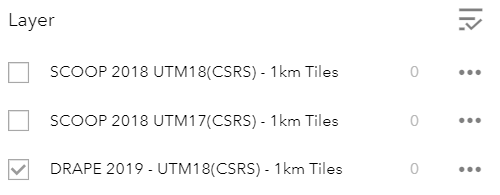 Layer
SCOOP 2018 UTM18(CSRS) - 1km Tiles 0
SCOOP 2018 UTM17(CSRS) - 1km Tiles 0
DRAPE 2019 - UTM18(CSRS) - 1km Tiles 0